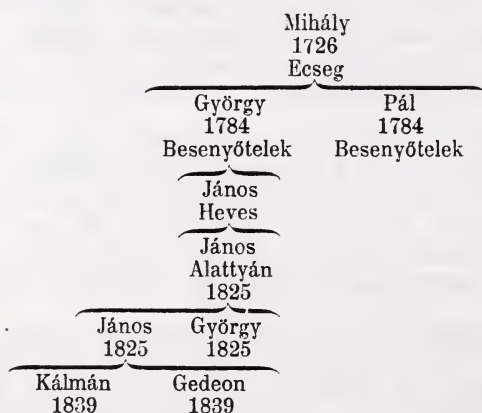 Mihály
1726
Ecseg
György Pál
1784 1784
Besenyőtelek Besenyőtelek
János
Heves
János
Alattyán
1825
János György
1825 1825
Kálmán Gedeon
1839 1839